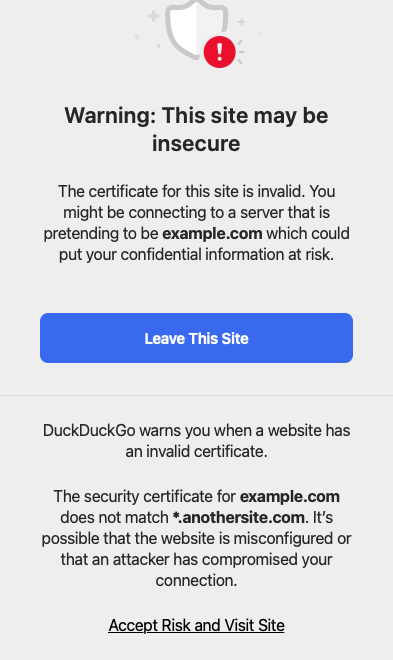 Warning: This site may be
insecure
The certificate for this site is invalid. You
might be connecting to a server that is
pretending to be example.com which could
put your confidential information at risk.
Leave This Site
DuckDuckGo warns you when a website has
an invalid certificate.
The security certificate for example.com
does not match *.anothersite.com. It’s
possible that the website is misconfigured or
that an attacker has compromised your
connection.
Accept Risk and Visit Site